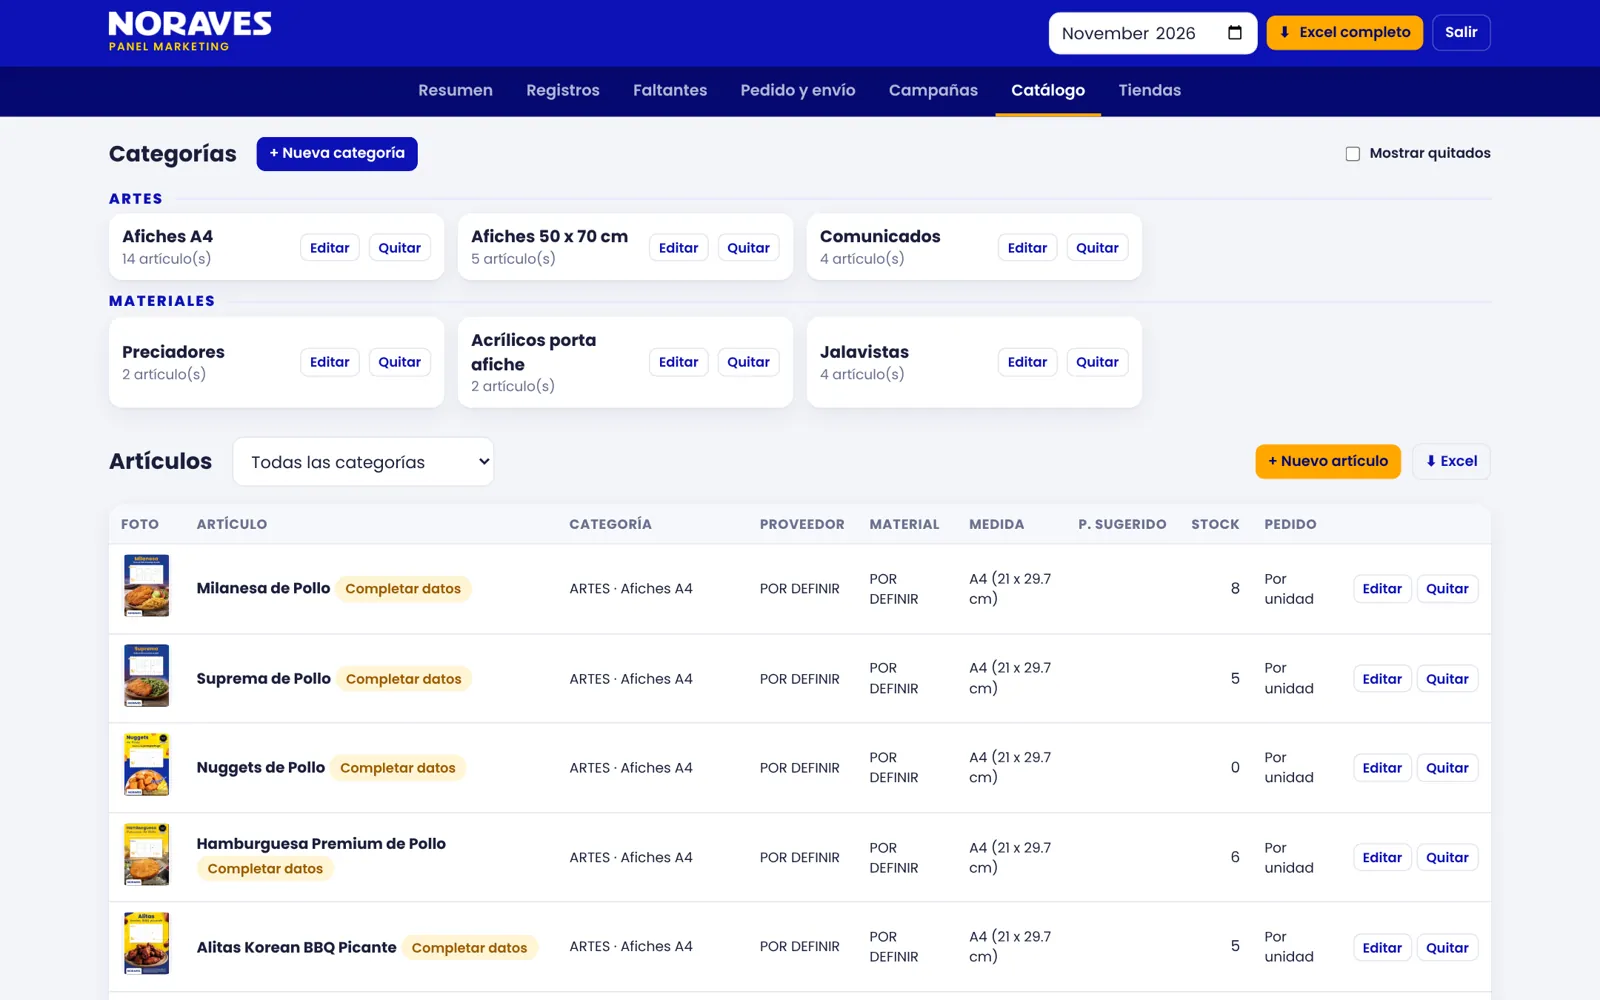 NORAVES
PANEL MARKETING
November 2026
⬇ Excel completo
Salir
Resumen
Registros
Faltantes
Pedido y envío
Campañas
Catálogo
Tiendas
Categorías
+ Nueva categoría
Mostrar quitados
ARTES
Afiches A4
14 artículo(s)
Editar
Quitar
Afiches 50 x 70 cm
5 artículo(s)
Editar
Quitar
Comunicados
4 artículo(s)
Editar
Quitar
MATERIALES
Preciadores
2 artículo(s)
Editar
Quitar
Acrílicos porta
afiche
2 artículo(s)
Editar
Quitar
Jalavistas
4 artículo(s)
Editar
Quitar
Artículos
Todas las categorías
+ Nuevo artículo
⬇ Excel
FOTO ARTÍCULO CATEGORÍA PROVEEDOR MATERIAL MEDIDA P. SUGERIDO STOCK PEDIDO
Milanesa
Milanesa de Pollo
Completar datos
ARTES · Afiches A4
POR DEFINIR
POR
DEFINIR
A4 (21 x 29.7
cm)
8
Por
unidad
Editar
Quitar
Suprema
Suprema de Pollo
Completar datos
ARTES · Afiches A4
POR DEFINIR
POR
DEFINIR
A4 (21 x 29.7
cm)
5
Por
unidad
Editar
Quitar
Nuggets
Nuggets de Pollo
Completar datos
ARTES · Afiches A4
POR DEFINIR
POR
DEFINIR
A4 (21 x 29.7
cm)
0
Por
unidad
Editar
Quitar
Hamburguesa
Hamburguesa Premium de Pollo
Completar datos
ARTES · Afiches A4
POR DEFINIR
POR
DEFINIR
A4 (21 x 29.7
cm)
6
Por
unidad
Editar
Quitar
Alitas
Alitas Korean BBQ Picante
Completar datos
ARTES · Afiches A4
POR DEFINIR
POR
DEFINIR
A4 (21 x 29.7
cm)
5
Por
unidad
Editar
Quitar